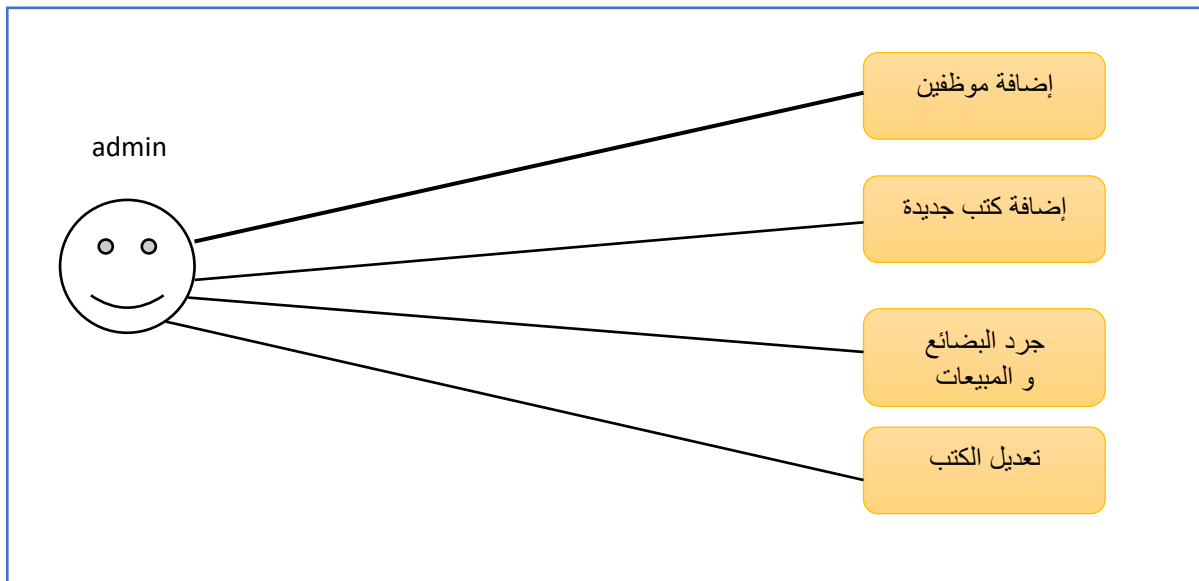 admin
إضافة موظفين
إضافة كتب جديدة
جرد البضائع
و المبيعات
تعديل الكتب